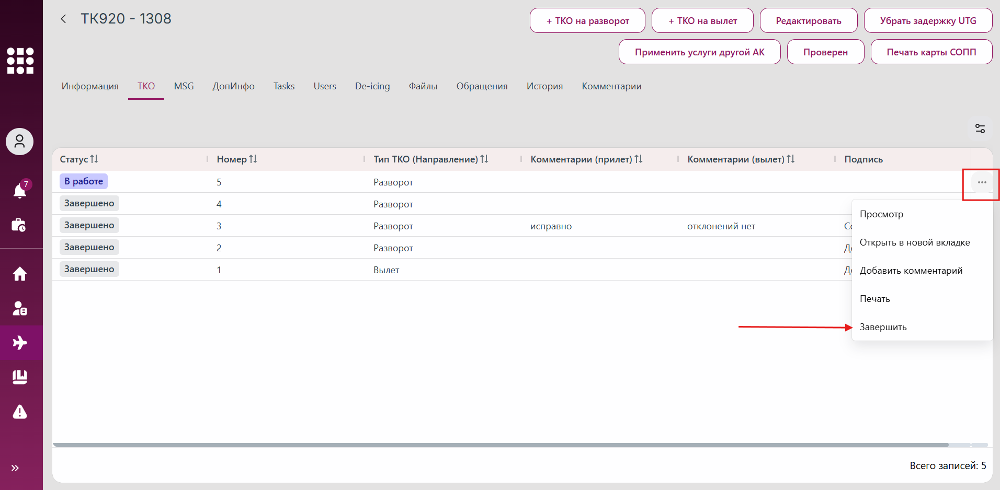 ТК920 - 1308
+ ТКО на разворот
+ ТКО на вылет
Редактировать
Убрать задержку UTG
Применить услуги другой АК
Проверен
Печать карты СОПП
Информация
ТКО
MSG
ДопИнфо
Tasks
Users
De-icing
Файлы
Обращения
История
Комментарии
7
Статус Номер Тип ТКО (Направление) Комментарии (прилет) Комментарии (вылет) Подпись
В работе 5 Разворот
Завершено 4 Разворот
Завершено 3 Разворот исправно отклонений нет
Завершено 2 Разворот
Завершено 1 Вылет
Просмотр
Открыть в новой вкладке
Добавить комментарий
Печать
Завершить
Всего записей: 5